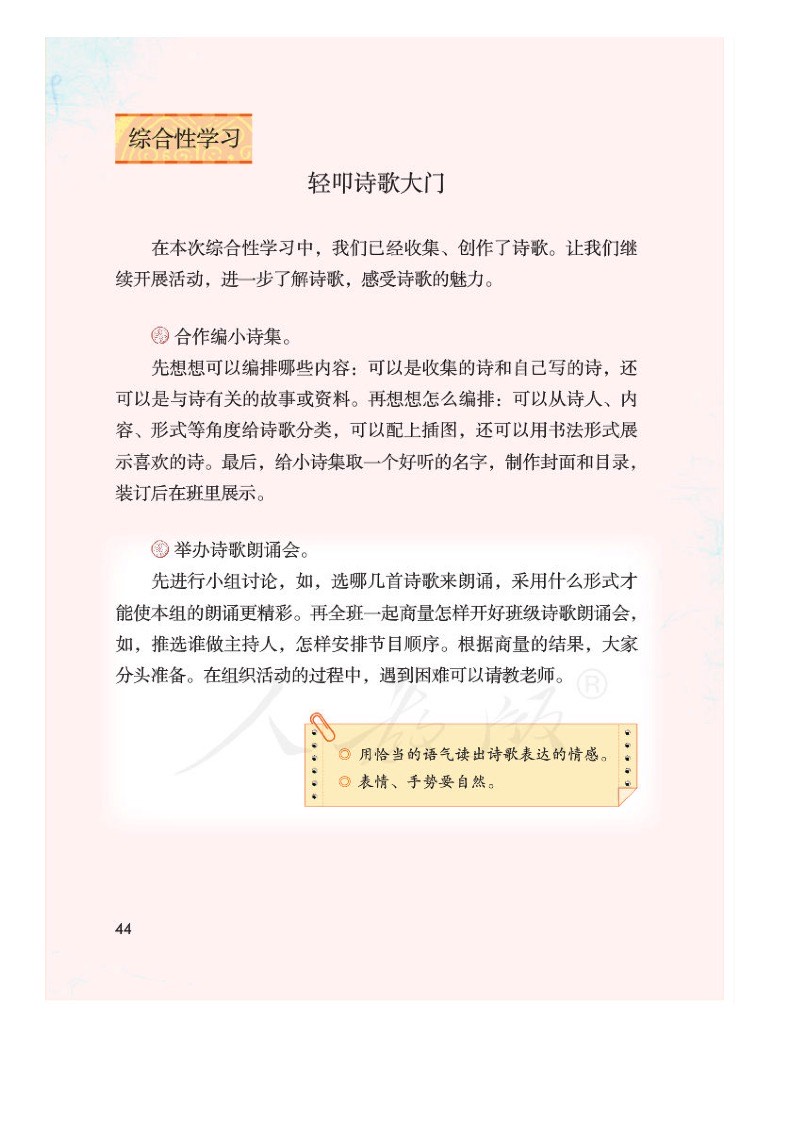 综合性学习
轻叩诗歌大门
在本次综合性学习中，我们已经收集、创作了诗歌。让我们继
续开展活动，进一步了解诗歌，感受诗歌的魅力。
合作编小诗集。
先想想可以编排哪些内容：可以是收集的诗和自己写的诗，还
可以是与诗有关的故事或资料。再想想怎么编排：可以从诗人、内
容、形式等角度给诗歌分类，可以配上插图，还可以用书法形式展
示喜欢的诗。最后，给小诗集取一个好听的名字，制作封面和目录，
装订后在班里展示。
举办诗歌朗诵会。
先进行小组讨论，如，选哪几首诗歌来朗诵，采用什么形式才
能使本组的朗诵更精彩。再全班一起商量怎样开好班级诗歌朗诵会，
如，推选谁做主持人，怎样安排节目顺序。根据商量的结果，大家
分头准备。在组织活动的过程中，遇到困难可以请教老师。
人教版®
◎ 用恰当的语气读出诗歌表达的情感。
◎ 表情、手势要自然。
44